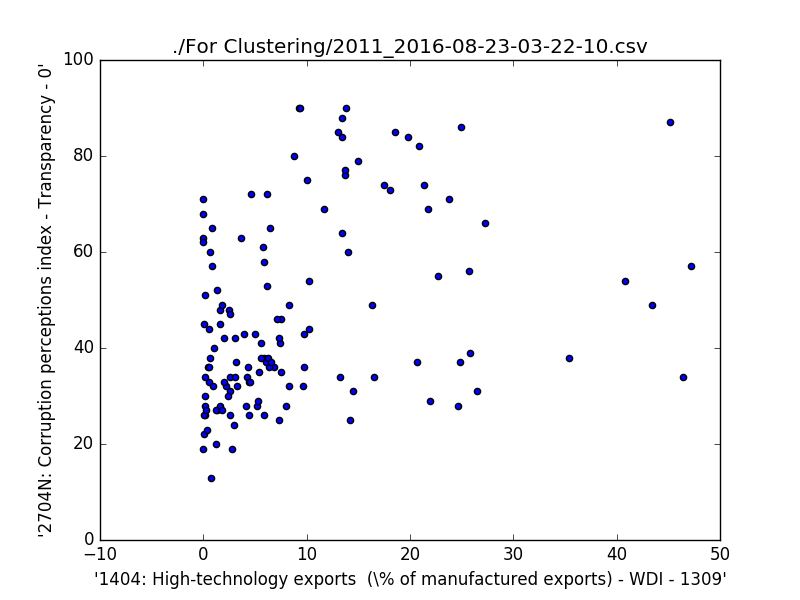 ./For Clustering/2011_2016-08-23-03-22-10.csv
'2704N: Corruption perceptions index - Transparency - 0'
100
80
60
40
20
0
−10 0 10 20 30 40 50
'1404: High-technology exports  (\% of manufactured exports) - WDI - 1309'